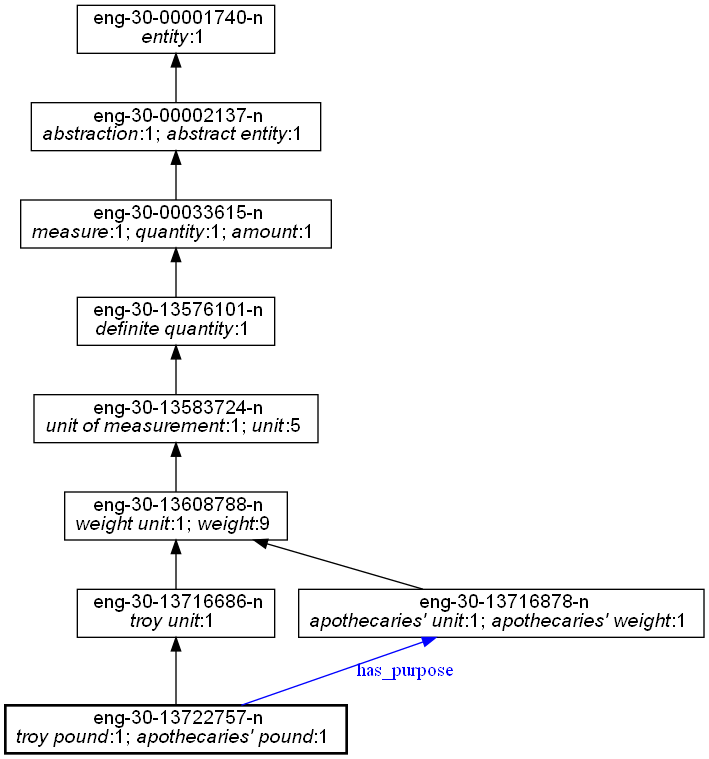 eng-30-00001740-n
entity:1
eng-30-00002137-n
abstraction:1; abstract entity:1
eng-30-00033615-n
measure:1; quantity:1; amount:1
eng-30-13576101-n
definite quantity:1
eng-30-13583724-n
unit of measurement:1; unit:5
eng-30-13608788-n
weight unit:1; weight:9
eng-30-13716686-n
troy unit:1
eng-30-13716878-n
apothecaries' unit:1; apothecaries' weight:1
has_purpose
eng-30-13722757-n
troy pound:1; apothecaries' pound:1